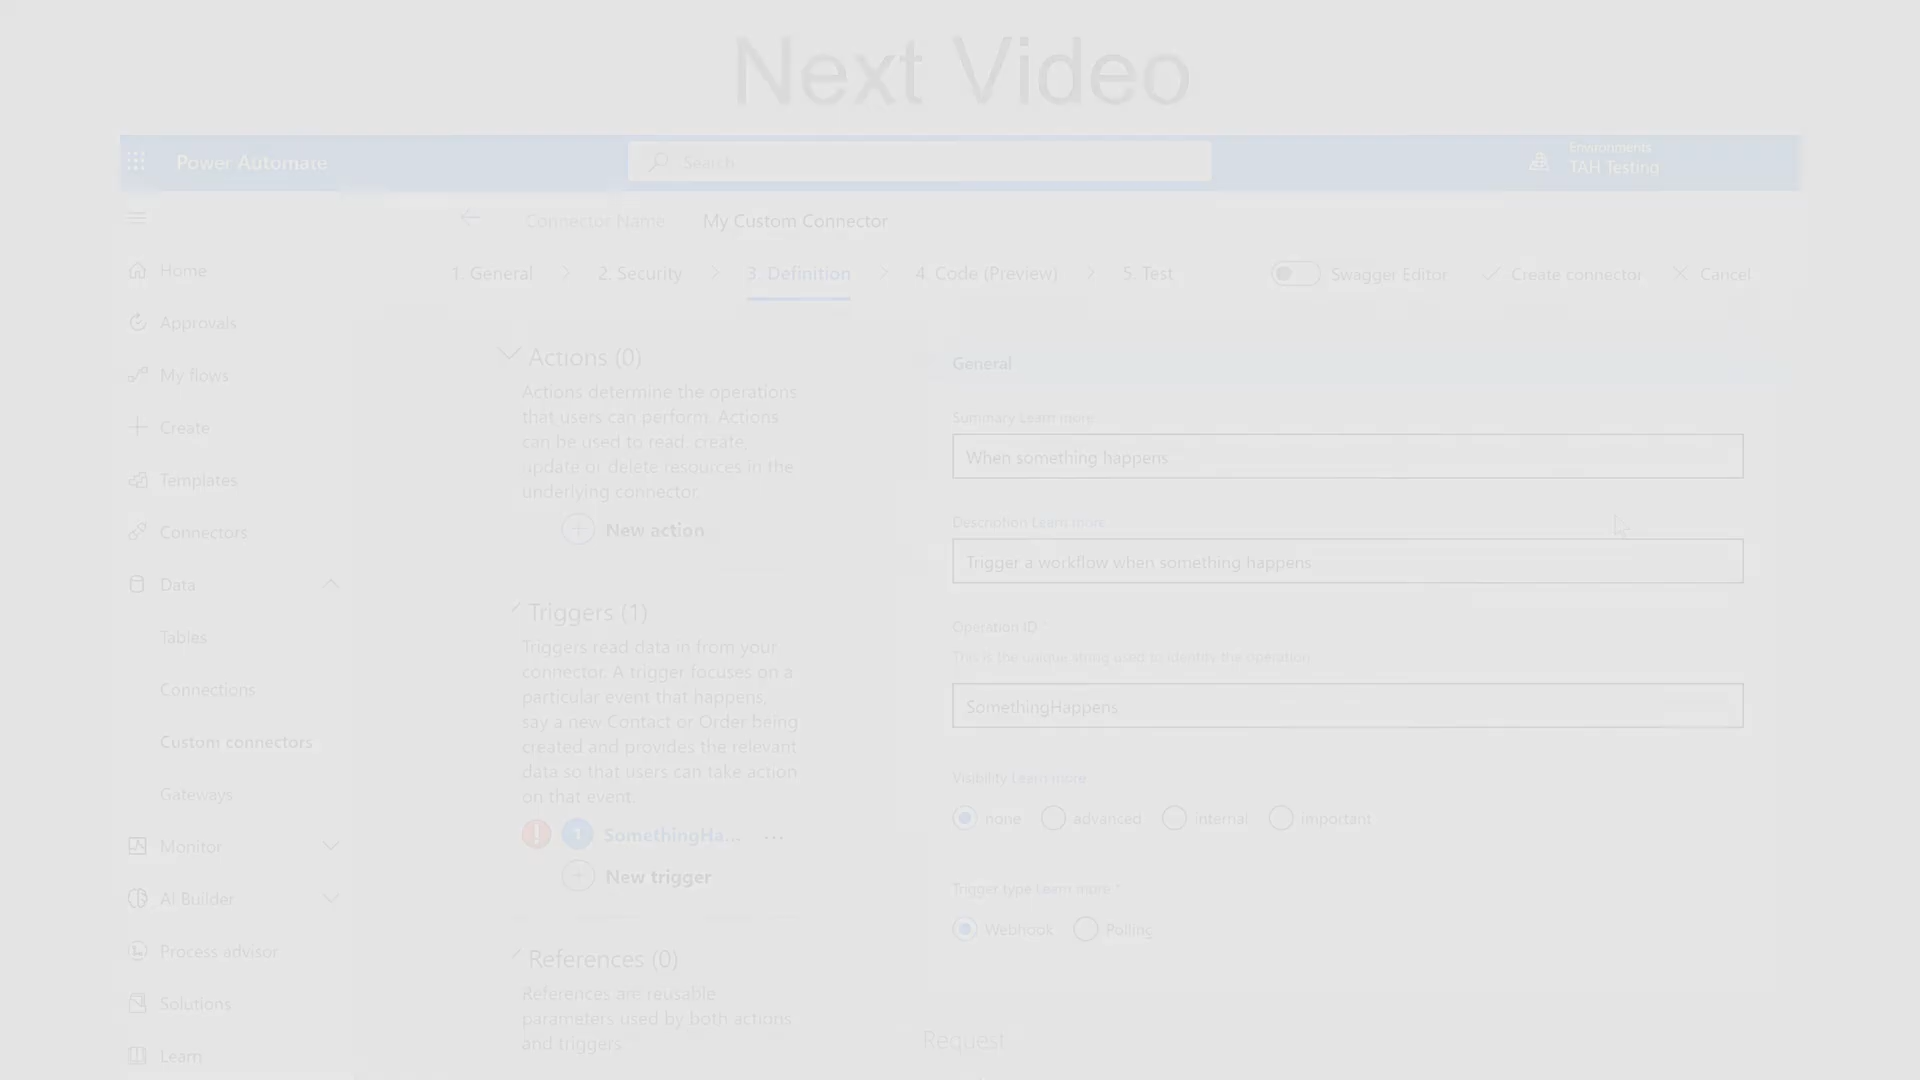 Next Video
Power Automate
Search
Environments
TAH Testing
Connector Name
My Custom Connector
1. General
2. Security
3. Definition
4. Code (Preview)
5. Test
Swagger Editor
Create connector
Cancel
Home
Approvals
My flows
Create
Templates
Connectors
Data
Tables
Connections
Custom connectors
Gateways
Monitor
AI Builder
Process advisor
Solutions
Learn
Actions (0)
Actions determine the operations
that users can perform. Actions
can be used to read, create,
update or delete resources in the
underlying connector.
New action
Triggers (1)
Triggers read data in from your
connector. A trigger focuses on a
particular event that happens,
say a new Contact or Order being
created and provides the relevant
data so that users can take action
on that event.
1 SomethingHa... ...
New trigger
References (0)
References are reusable
parameters used by both actions
and triggers.
General
Summary Learn more
When something happens
Description Learn more
Trigger a workflow when something happens
Operation ID *
This is the unique string used to identify the operation.
SomethingHappens
Visibility Learn more
none
advanced
internal
important
Trigger type Learn more *
Webhook
Polling
Request